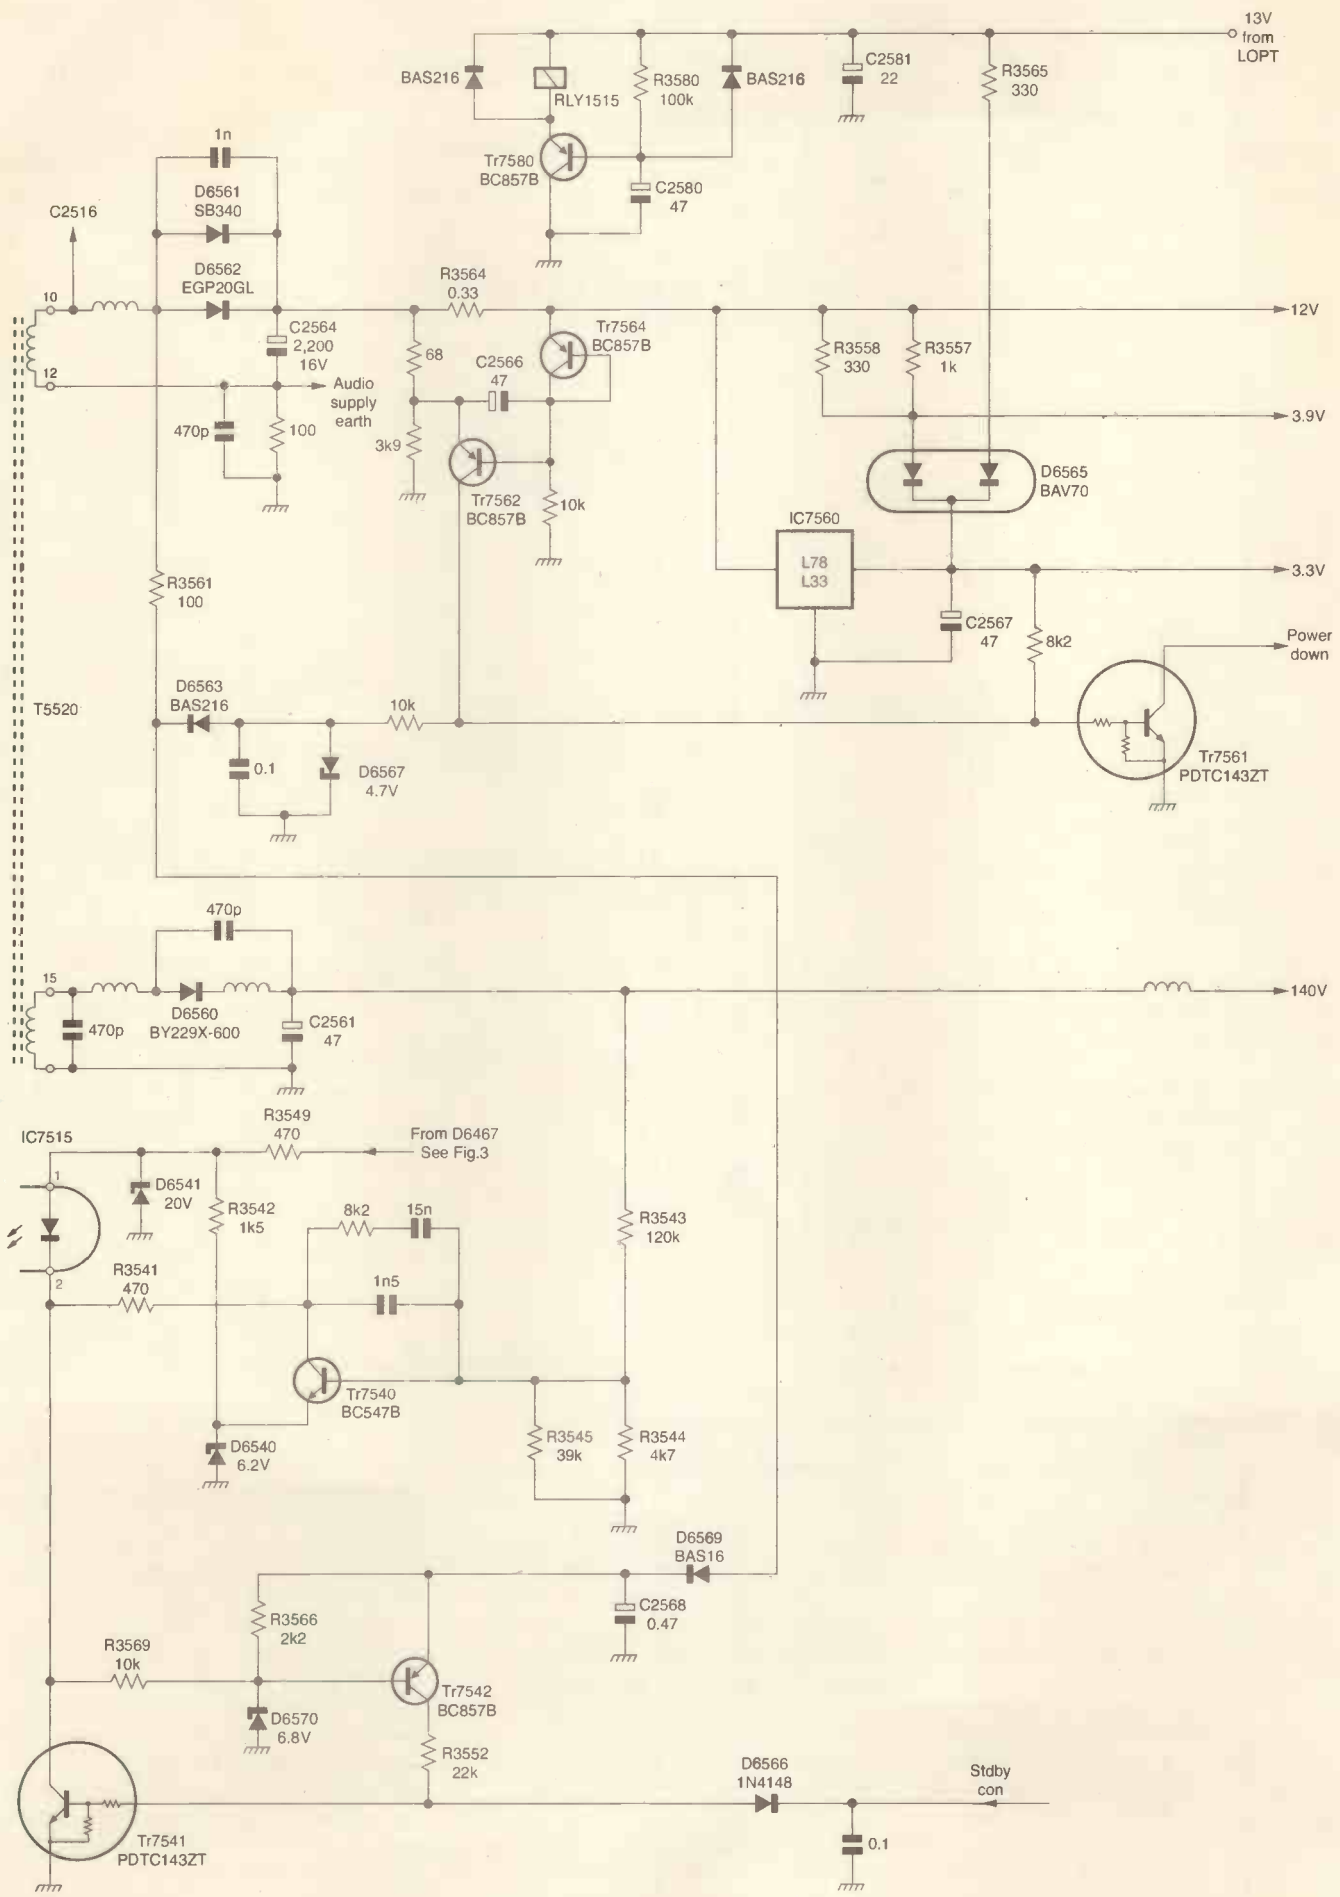 13V
from
LOPT
BAS216
RLY1515
R3580
100k
BAS216
C2581
22
R3565
330
1n
Tr7580
BC857B
C2580
47
D6561
SB340
C2516
D6562
EGP20GL
10
R3564
0.33
12V
C2564
2,200
16V
68
C2566
47
Tr7564
BC857B
R3558
330
R3557
1k
12
Audio
supply
earth
3.9V
470p
100
3k9
Tr7562
BC857B
10k
D6565
BAV70
IC7560
L78
L33
3.3V
R3561
100
C2567
47
8k2
Power
down
T5520
D6563
BAS216
10k
0.1
D6567
4.7V
Tr7561
PDTC143ZT
470p
15
140V
470p
D6560
BY229X-600
C2561
47
IC7515
R3549
470
From D6467
See Fig.3
1
D6541
20V
R3542
1k5
8k2
15n
R3543
120k
2
R3541
470
1n5
Tr7540
BC547B
D6540
6.2V
R3545
39k
R3544
4k7
D6569
BAS16
R3566
2k2
C2568
0.47
R3569
10k
Tr7542
BC857B
D6570
6.8V
R3552
22k
D6566
1N4148
Stdby
con
Tr7541
PDTC143ZT
0.1